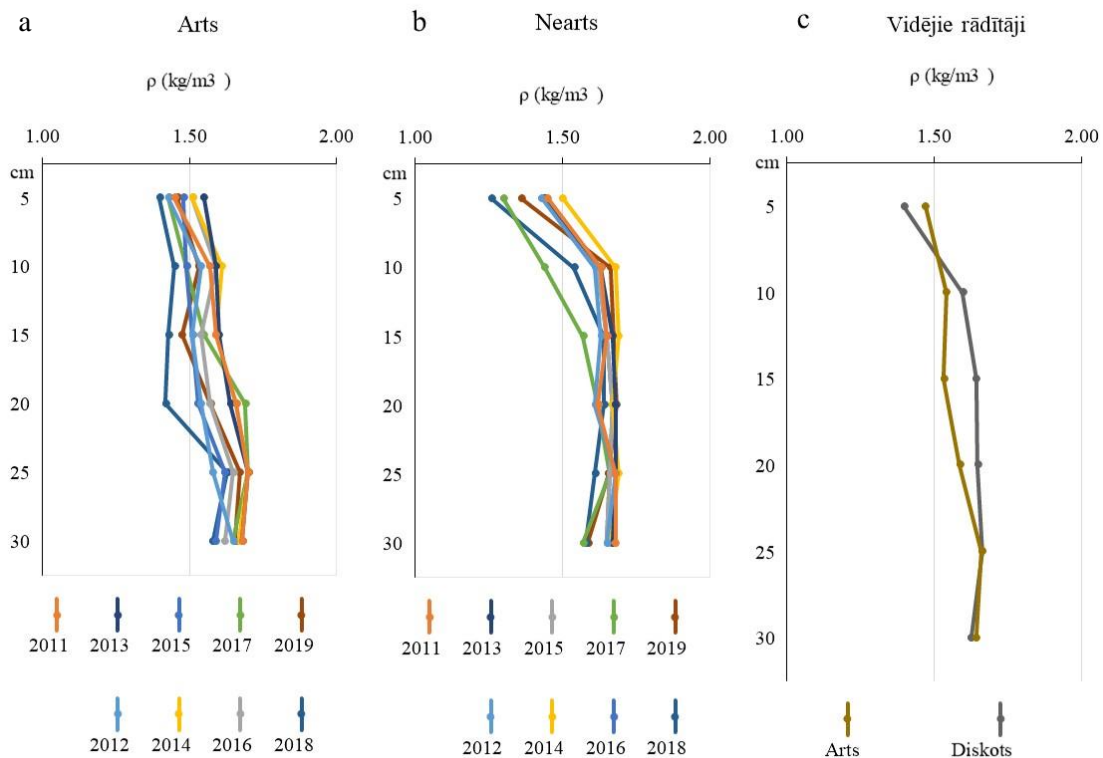 a
Arts
ρ (kg/m3 )
1.00 1.50 2.00
cm
5
10
15
20
25
30
2011 2013 2015 2017 2019
2012 2014 2016 2018
b
Nearts
ρ (kg/m3 )
1.00 1.50 2.00
cm
5
10
15
20
25
30
2011 2013 2015 2017 2019
2012 2014 2016 2018
c
Vidējie rādītāji
ρ (kg/m3 )
1.00 1.50 2.00
cm
5
10
15
20
25
30
Arts Diskots